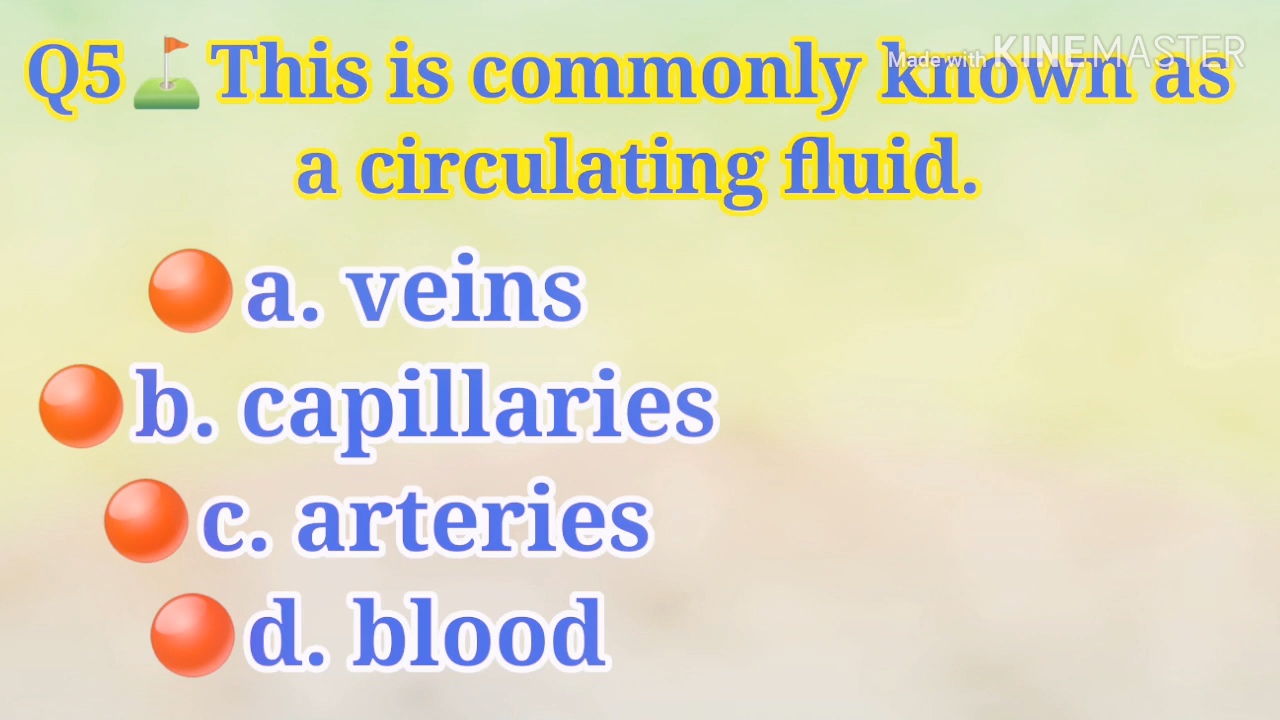 Q5⛳This is commonly known as
Made with KINEMASTER
a circulating fluid.
a. veins
b. capillaries
c. arteries
d. blood